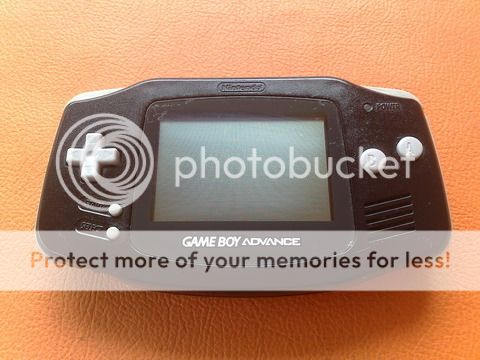 Nintendo
POWER
photobucket
GAME BOY ADVANCE
Protect more of your memories for less!